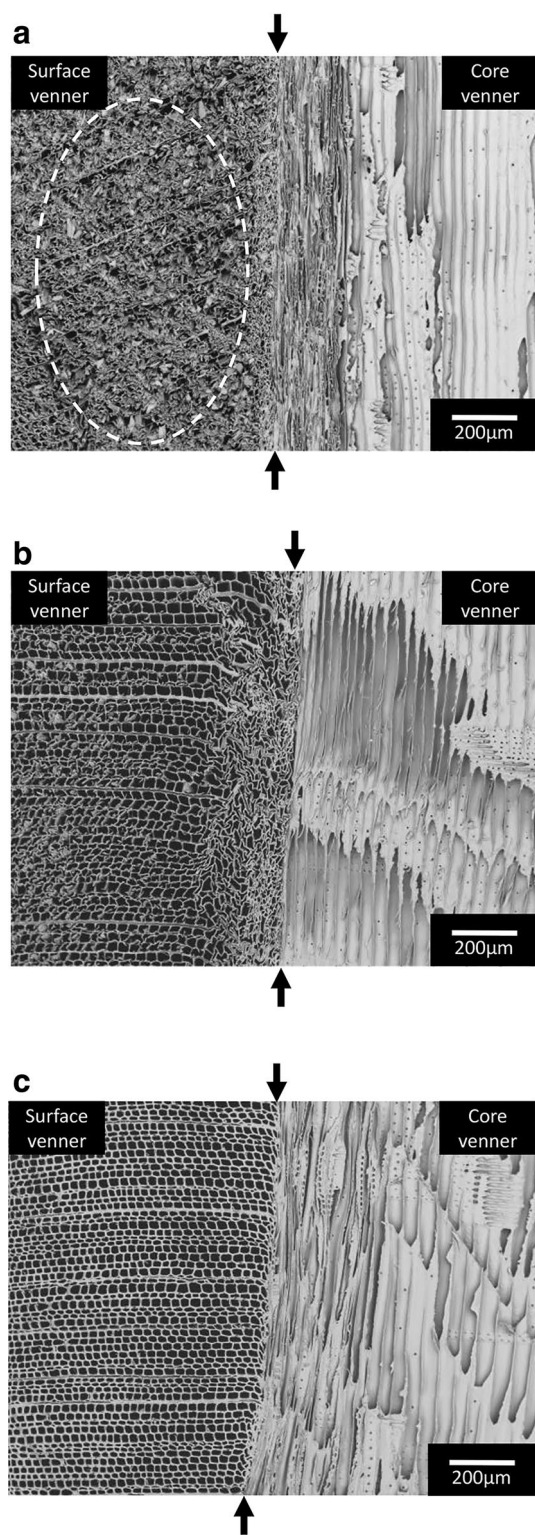 a
Surface
venner
Core
venner
200μm
b
Surface
venner
Core
venner
200μm
c
Surface
venner
Core
venner
200μm